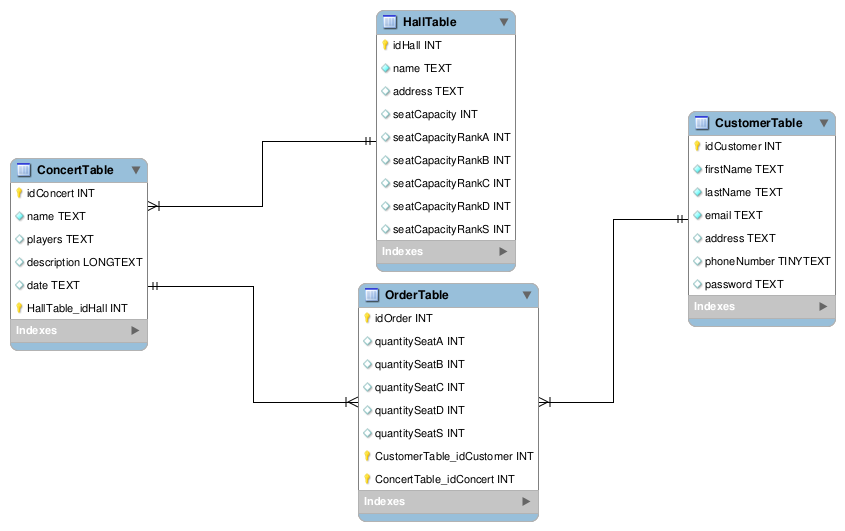 HallTable
idHall INT
name TEXT
address TEXT
seatCapacity INT
seatCapacityRankA INT
seatCapacityRankB INT
seatCapacityRankC INT
seatCapacityRankD INT
seatCapacityRankS INT
Indexes
ConcertTable
idConcert INT
name TEXT
players TEXT
description LONGTEXT
date TEXT
HallTable_idHall INT
Indexes
CustomerTable
idCustomer INT
firstName TEXT
lastName TEXT
email TEXT
address TEXT
phoneNumber TINYTEXT
password TEXT
Indexes
OrderTable
idOrder INT
quantitySeatA INT
quantitySeatB INT
quantitySeatC INT
quantitySeatD INT
quantitySeatS INT
CustomerTable_idCustomer INT
ConcertTable_idConcert INT
Indexes